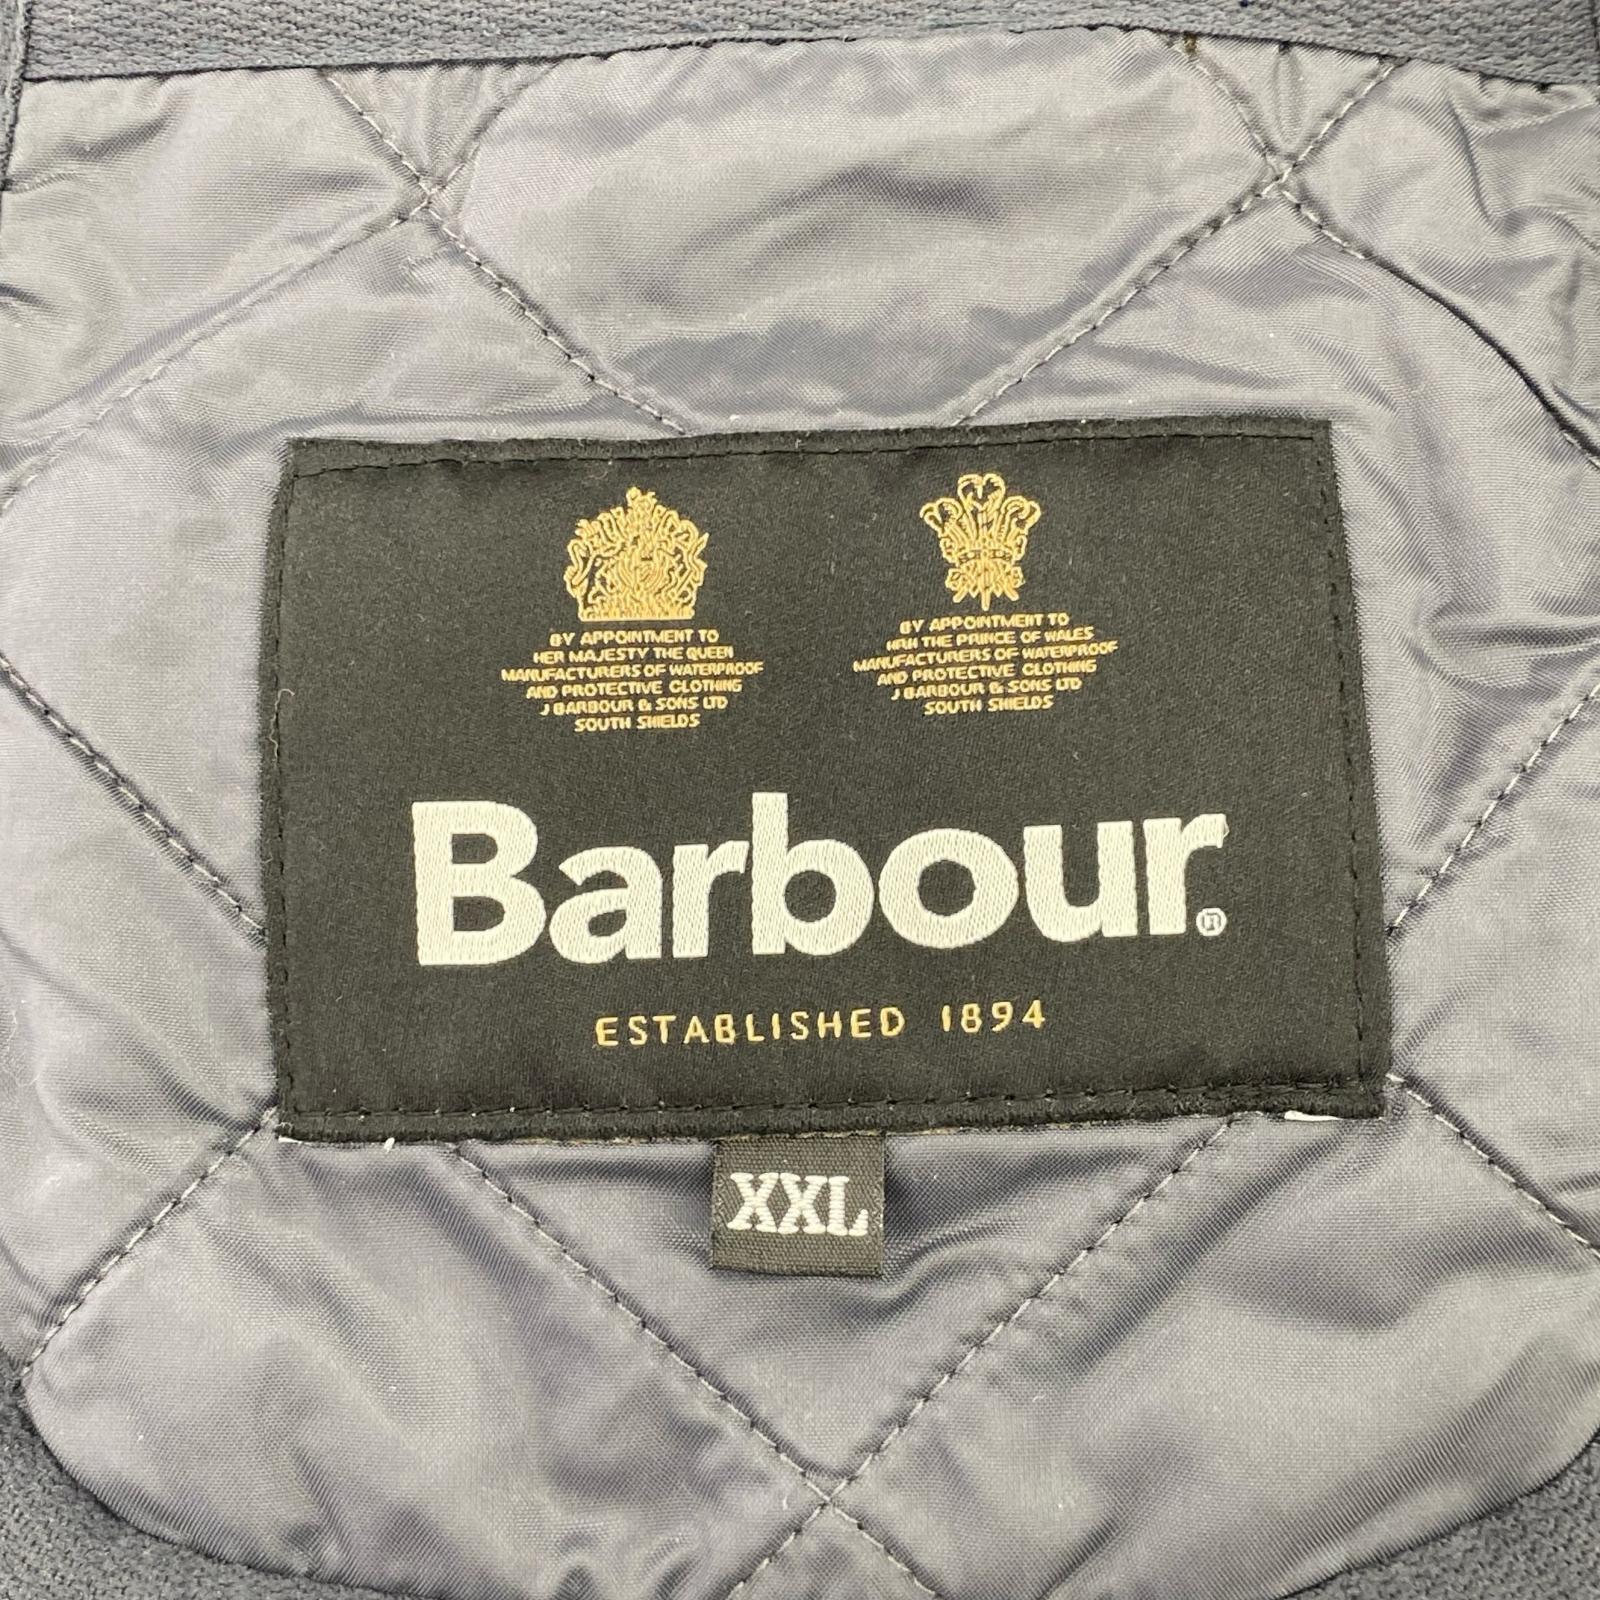 BY APPOINTMENT TO
HER MAJESTY THE QUEEN
MANUFACTURERS OF WATERPROOF
AND PROTECTIVE CLOTHING
J BARBOUR & SONS LTD
SOUTH SHIELDS
BY APPOINTMENT TO
HRH THE PRINCE OF WALES
MANUFACTURERS OF WATERPROOF
AND PROTECTIVE CLOTHING
J BARBOUR & SONS LTD
SOUTH SHIELDS
Barbour®
ESTABLISHED 1894
XXL